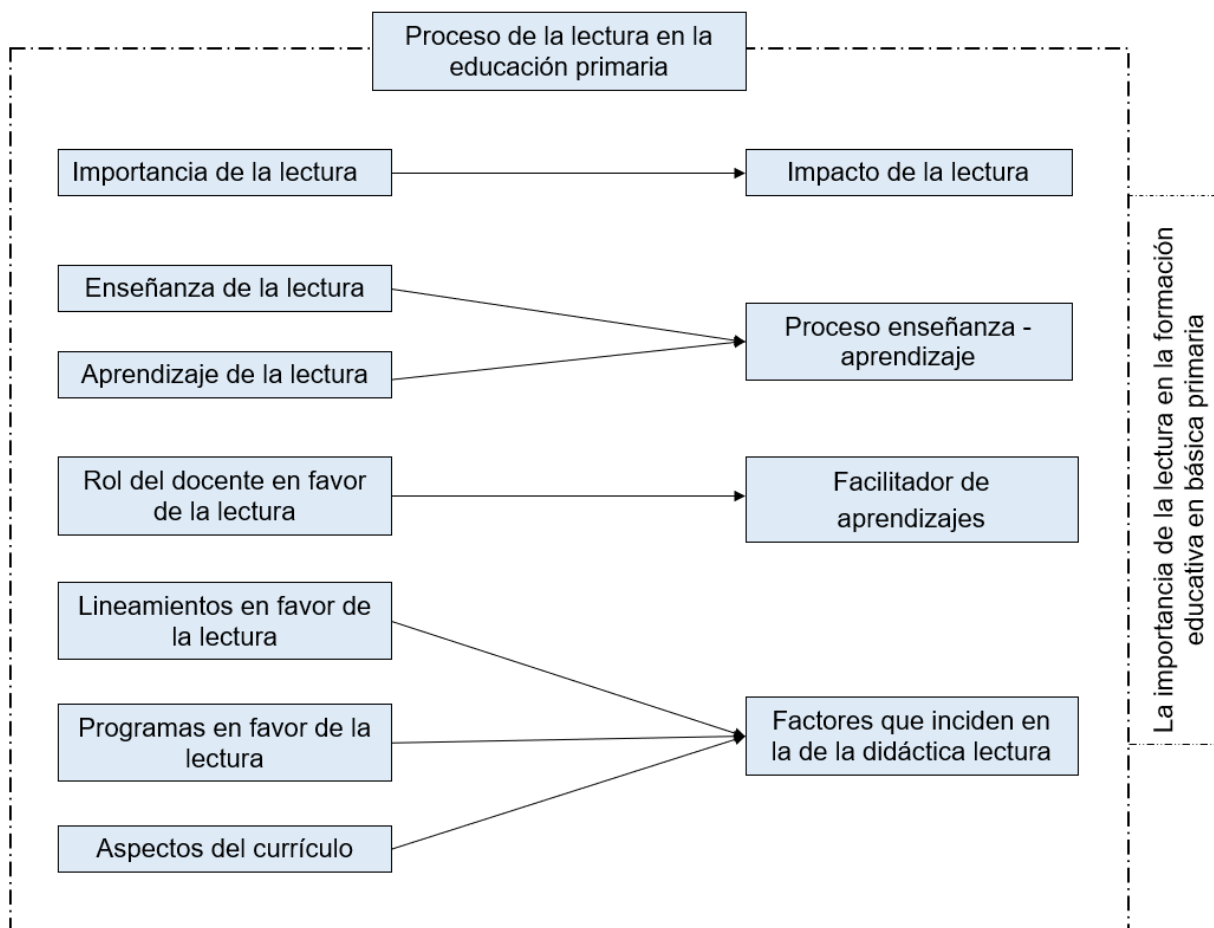 Proceso de la lectura en la
educación primaria
Importancia de la lectura
Impacto de la lectura
Enseñanza de la lectura
Aprendizaje de la lectura
Proceso enseñanza -
aprendizaje
Rol del docente en favor
de la lectura
Facilitador de
aprendizajes
Lineamientos en favor de
la lectura
Programas en favor de la
lectura
Aspectos del currículo
Factores que inciden en
la de la didáctica lectura
La importancia de la lectura en la formación
educativa en básica primaria